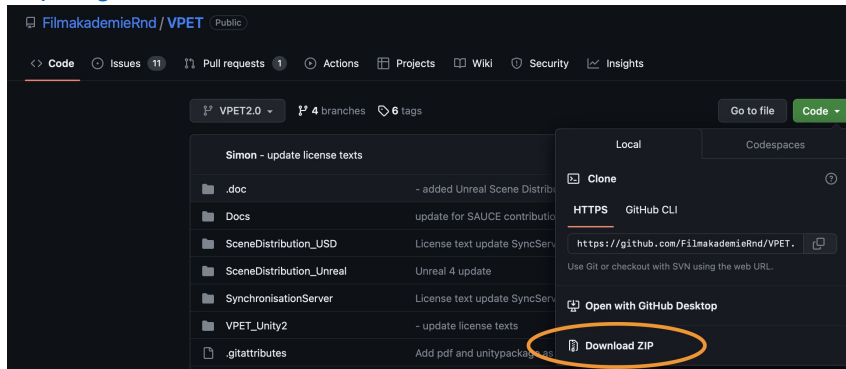 FilmakademieRnd / VPET Public
Code Issues 11 Pull requests 1 Actions Projects Wiki Security Insights
VPET2.0 4 branches 6 tags Go to file Code
Local Codespaces
Simon - update license texts
Clone
.doc - added Unreal Scene Distrib
HTTPS GitHub CLI
Docs update for SAUCE contributio
https://github.com/FilmakademieRnd/VPET.
SceneDistribution_USD License text update SyncServ
Use Git or checkout with SVN using the web URL.
SceneDistribution_Unreal Unreal 4 update
SynchronisationServer License text update SyncServ
Open with GitHub Desktop
VPET_Unity2 - update license texts
Download ZIP
.gitattributes Add pdf and unitypackage as